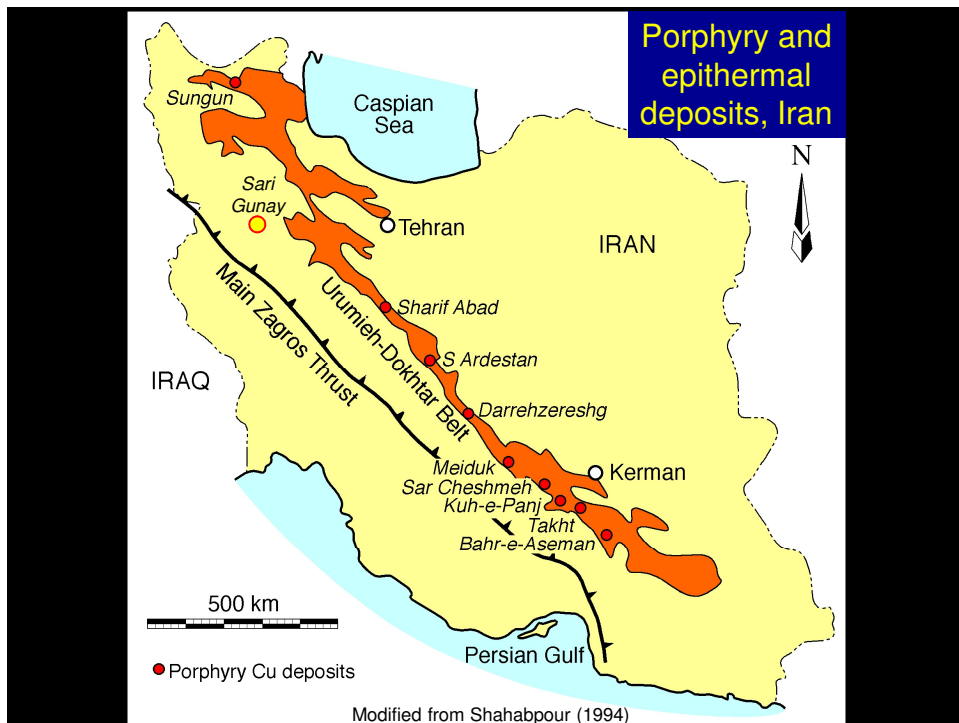 Porphyry and
epithermal
deposits, Iran
Caspian
Sea
N
Sungun
Sari
Gunay
Tehran
IRAN
Sharif Abad
Main Zagros Thrust
Urumieh-Dokhtar Belt
S Ardestan
IRAQ
Darrehzereshg
Meiduk
Kerman
Sar Cheshmeh
Kuh-e-Panj
Takht
Bahr-e-Aseman
500 km
Persian Gulf
Porphyry Cu deposits
Modified from Shahabpour (1994)